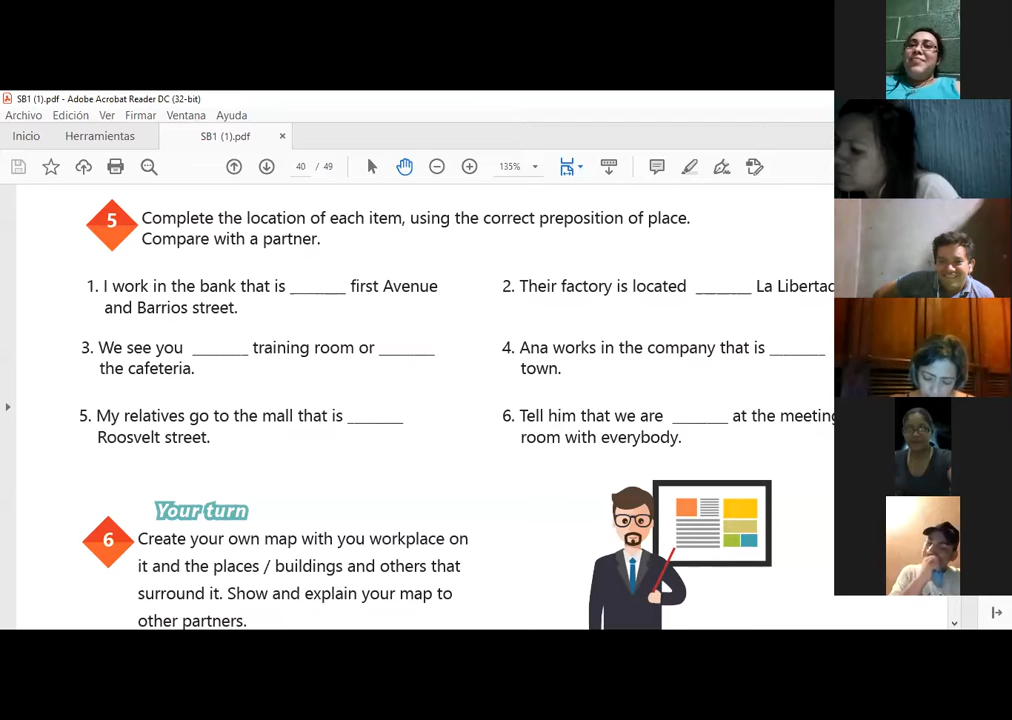 SB1 (1).pdf - Adobe Acrobat Reader DC (32-bit)
Archivo Edición Ver Firmar Ventana Ayuda
Inicio Herramientas SB1 (1).pdf ×
40 / 49 135%
5 Complete the location of each item, using the correct preposition of place.
Compare with a partner.
1. I work in the bank that is _______ first Avenue
and Barrios street.
2. Their factory is located _______ La Libertad
3. We see you _______ training room or _______
the cafeteria.
4. Ana works in the company that is _______
town.
5. My relatives go to the mall that is _______
Roosvelt street.
6. Tell him that we are _______ at the meeting
room with everybody.
Your turn
6 Create your own map with you workplace on
it and the places / buildings and others that
surround it. Show and explain your map to
other partners.